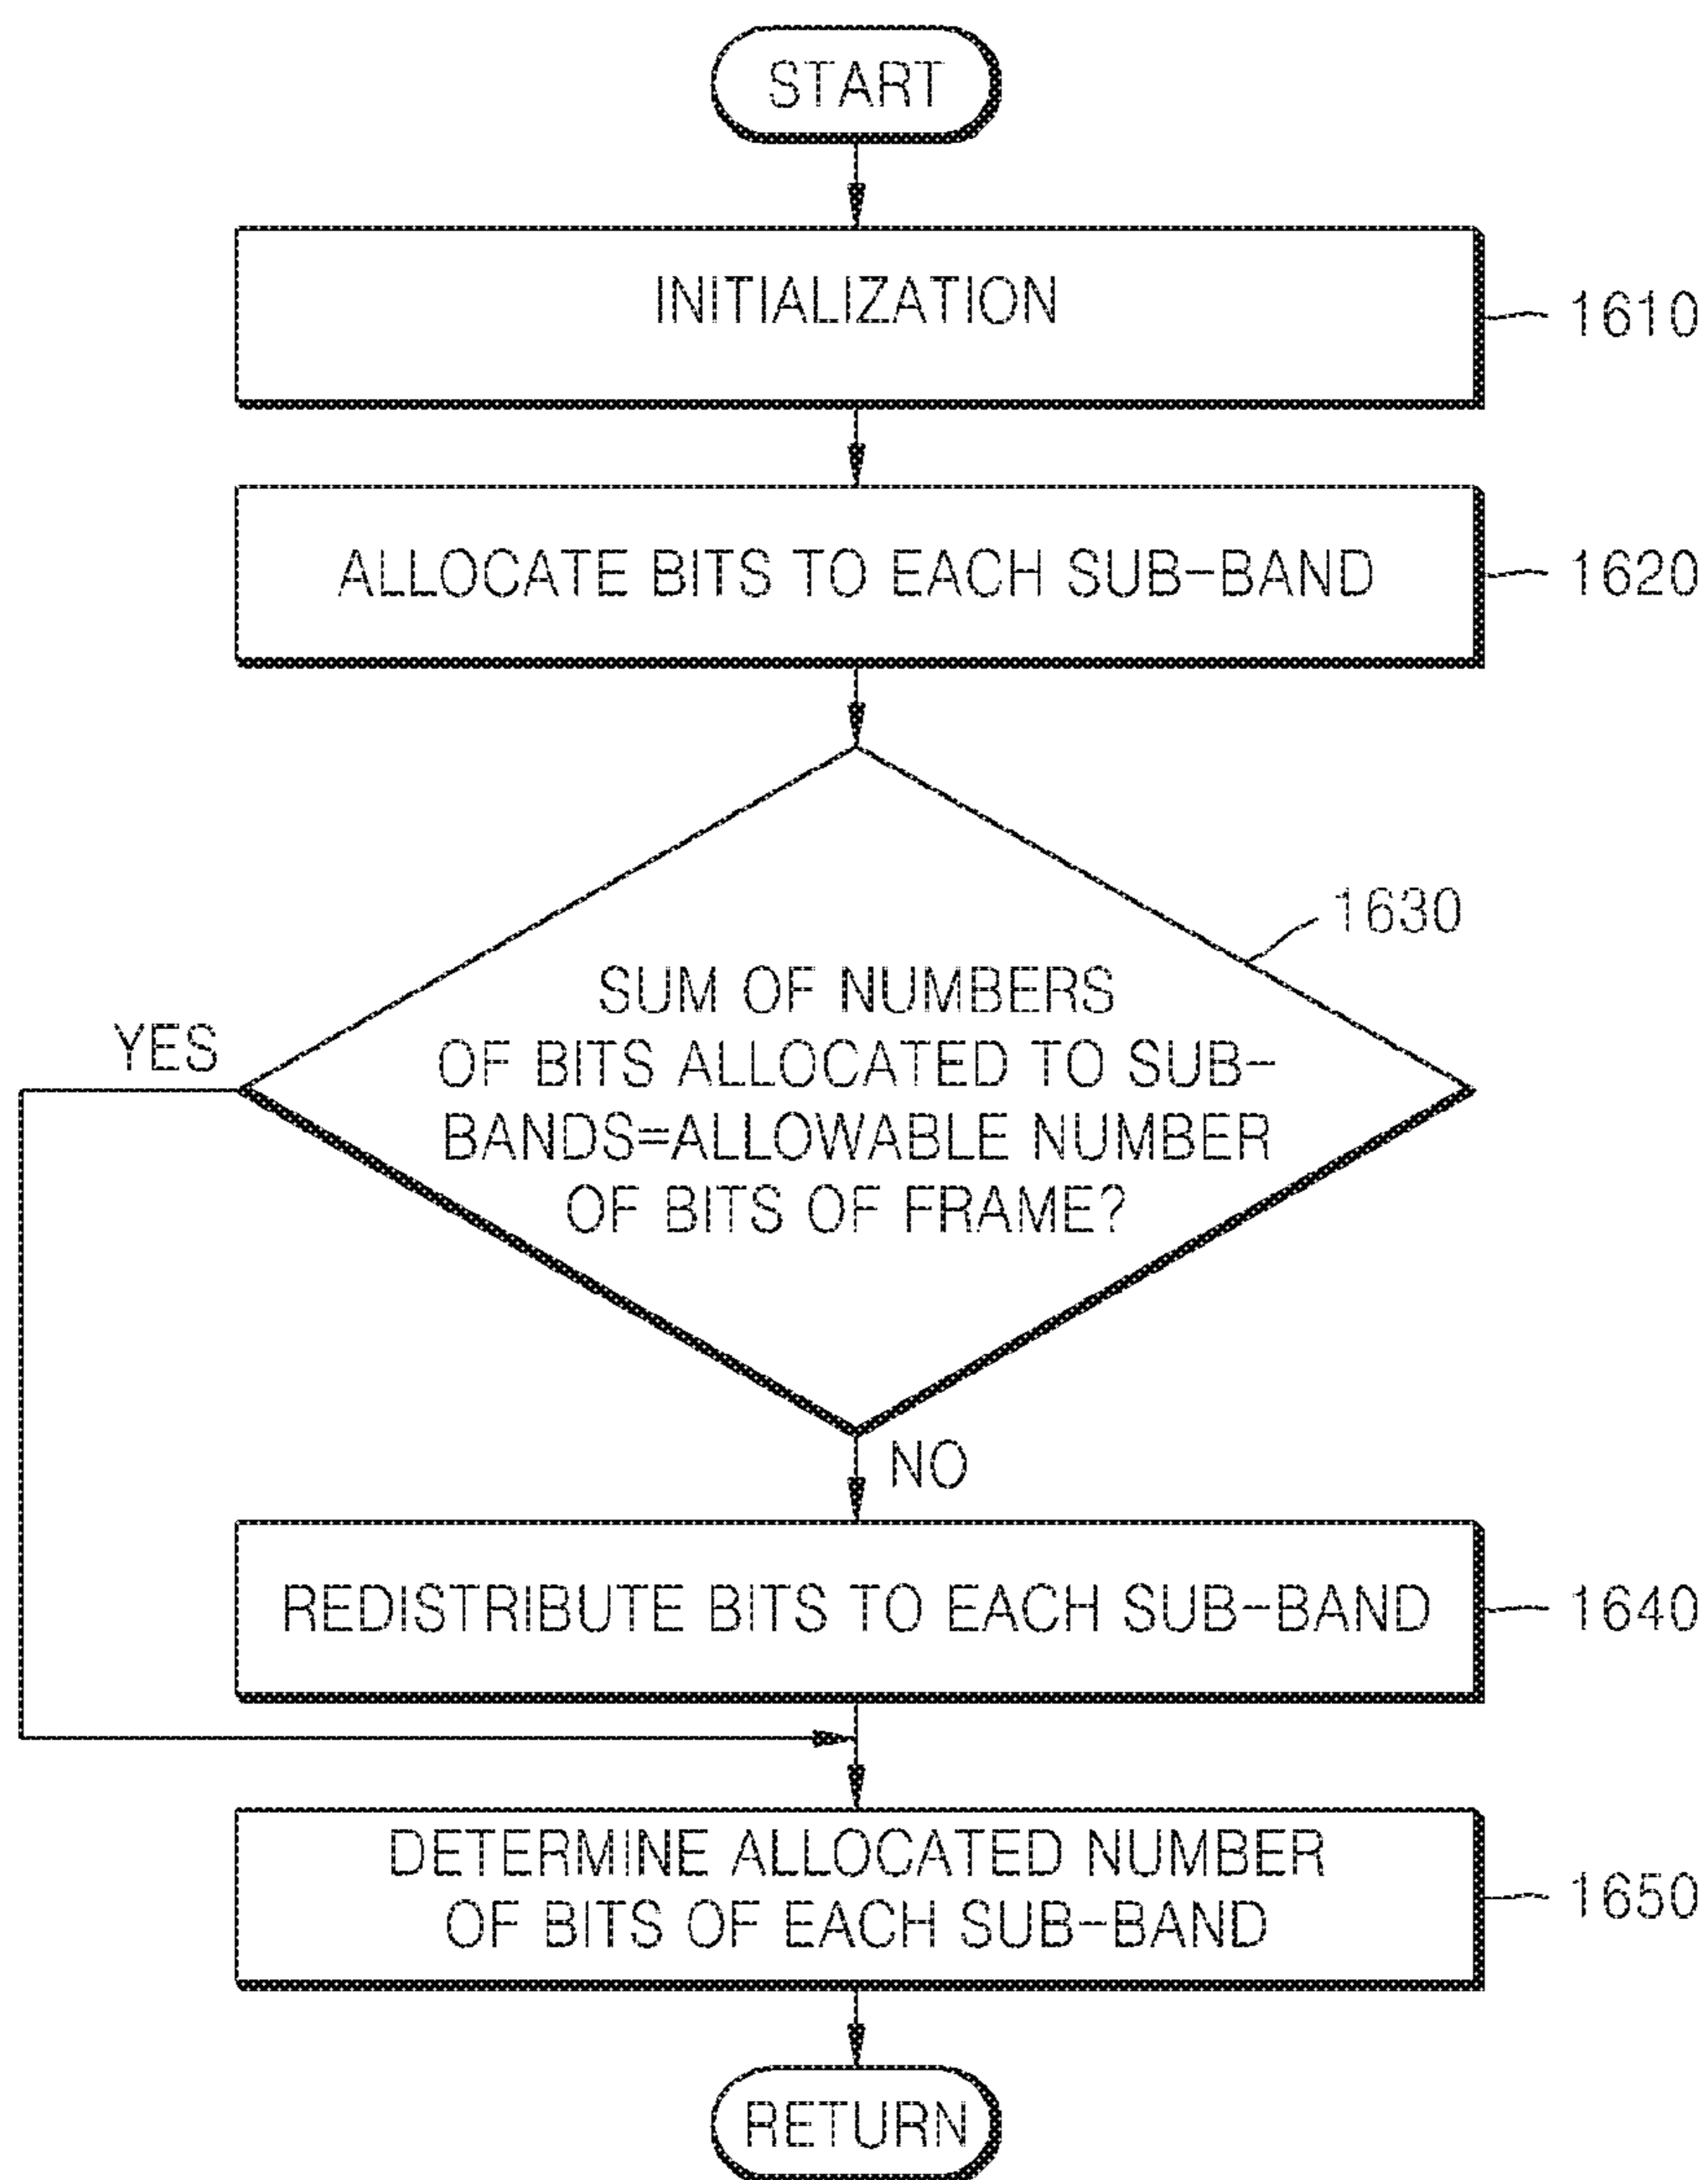 START
INITIALIZATION
1610
ALLOCATE BITS TO EACH SUB-BAND
1620
1630
SUM OF NUMBERS
OF BITS ALLOCATED TO SUB-
BANDS=ALLOWABLE NUMBER
OF BITS OF FRAME?
YES
NO
REDISTRIBUTE BITS TO EACH SUB-BAND
1640
DETERMINE ALLOCATED NUMBER
OF BITS OF EACH SUB-BAND
1650
RETURN